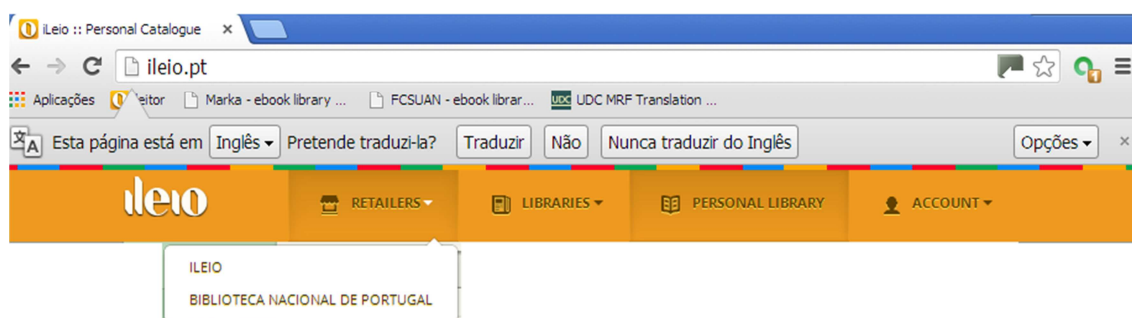 iLeio :: Personal Catalogue ×
ileio.pt
Aplicações Leitor Marka - ebook library ... FCSUAN - ebook librar... UDC UDC MRF Translation ...
Esta página está em Inglês Pretende traduzi-la? Traduzir Não Nunca traduzir do Inglês Opções ×
ileio RETAILERS LIBRARIES PERSONAL LIBRARY ACCOUNT
ILEIO
BIBLIOTECA NACIONAL DE PORTUGAL